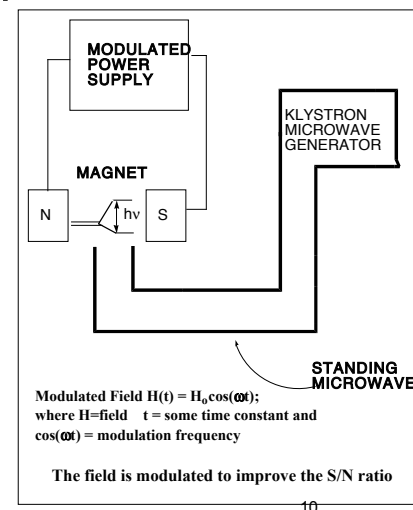 MODULATED
POWER
SUPPLY
KLYSTRON
MICROWAVE
GENERATOR
MAGNET
N
hν
S
STANDING
MICROWAVE
Modulated Field H(t) = Hₒcos(ωt);
where H=field t = some time constant and
cos(ωt) = modulation frequency
The field is modulated to improve the S/N ratio
10